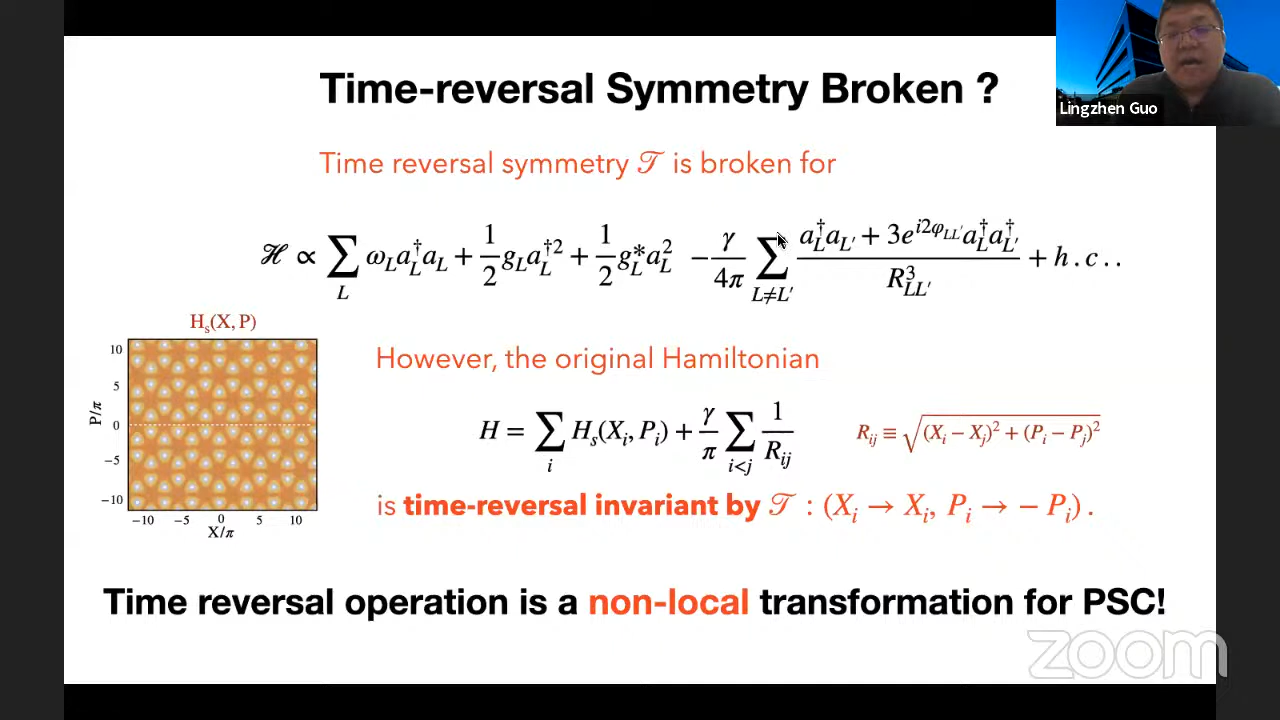 Time-reversal Symmetry Broken ?
Lingzhen Guo
Time reversal symmetry 𝒯 is broken for
ℋ ∝ ∑_L ω_L a_L^† a_L + 1/2 g_L a_L^{†2} + 1/2 g_L^* a_L^2 − γ/4π ∑_{L≠L′} (a_L^† a_{L′} + 3e^{i2φ_{LL′}} a_L^† a_{L′}^†) / R_{LL′}^3 + h.c..
H_s(X, P)
10
5
0
−5
−10
P/π
−10 −5 0 5 10
X/π
However, the original Hamiltonian
H = ∑_i H_s(X_i, P_i) + γ/π ∑_{i<j} 1/R_{ij}
R_{ij} ≡ √((X_i − X_j)^2 + (P_i − P_j)^2)
is time-reversal invariant by 𝒯 : (X_i → X_i, P_i → − P_i) .
Time reversal operation is a non-local transformation for PSC!
zoom